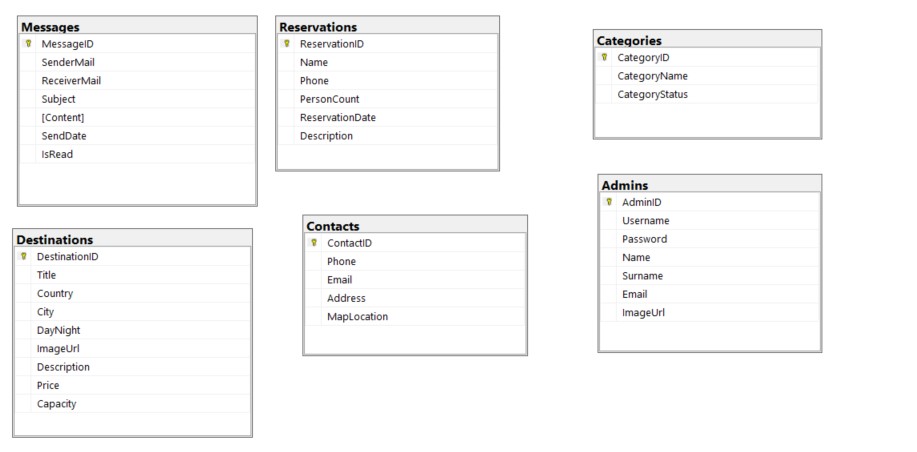 Messages
MessageID
SenderMail
ReceiverMail
Subject
[Content]
SendDate
IsRead
Reservations
ReservationID
Name
Phone
PersonCount
ReservationDate
Description
Categories
CategoryID
CategoryName
CategoryStatus
Destinations
DestinationID
Title
Country
City
DayNight
ImageUrl
Description
Price
Capacity
Contacts
ContactID
Phone
Email
Address
MapLocation
Admins
AdminID
Username
Password
Name
Surname
Email
ImageUrl